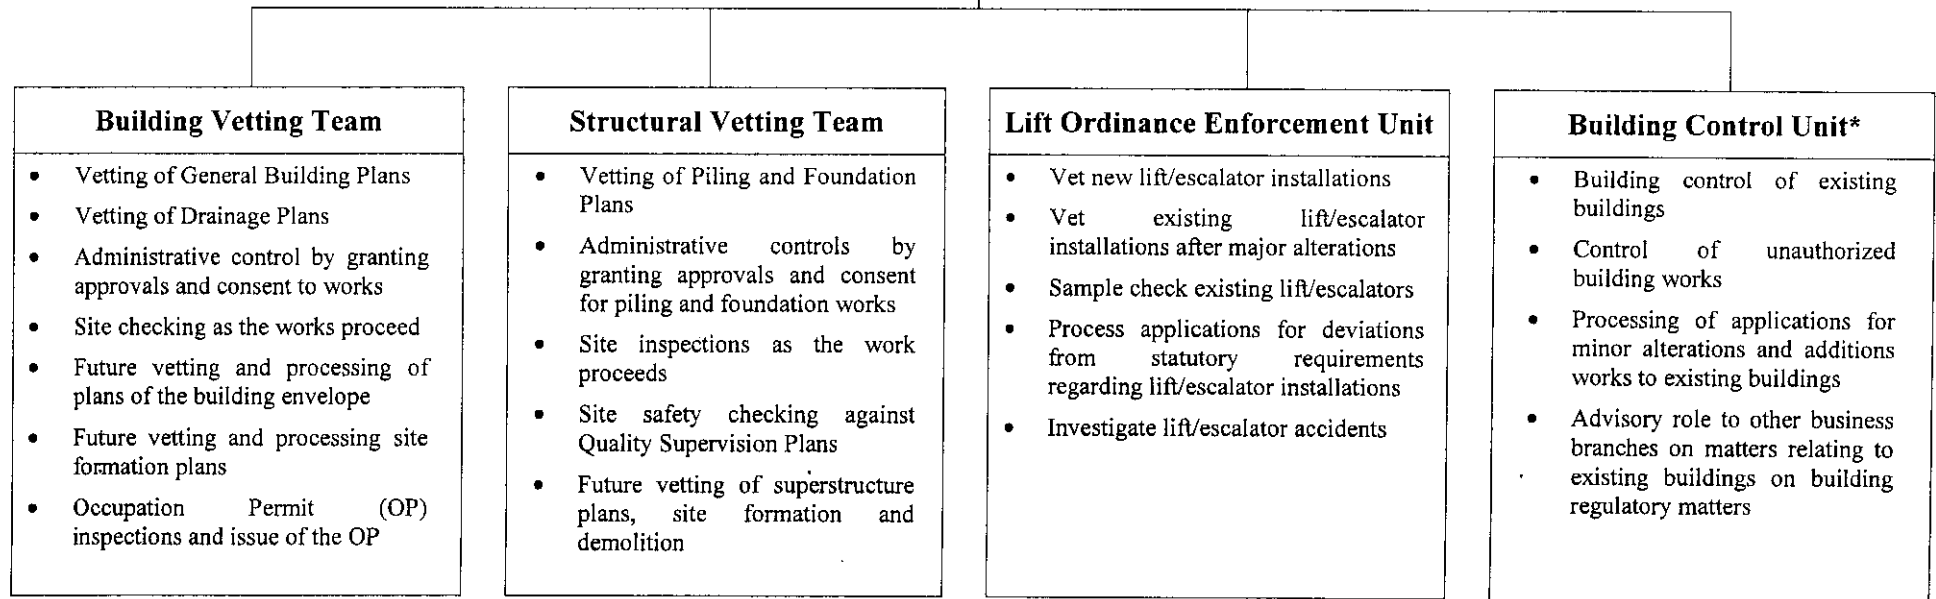 Building Vetting Team
• Vetting of General Building Plans
• Vetting of Drainage Plans
• Administrative control by granting
approvals and consent to works
• Site checking as the works proceed
• Future vetting and processing of
plans of the building envelope
• Future vetting and processing site
formation plans
• Occupation Permit (OP)
inspections and issue of the OP
Structural Vetting Team
• Vetting of Piling and Foundation
Plans
• Administrative controls by
granting approvals and consent
for piling and foundation works
• Site inspections as the work
proceeds
• Site safety checking against
Quality Supervision Plans
• Future vetting of superstructure
plans, site formation and
demolition
Lift Ordinance Enforcement Unit
• Vet new lift/escalator installations
• Vet existing lift/escalator
installations after major alterations
• Sample check existing lift/escalators
• Process applications for deviations
from statutory requirements
regarding lift/escalator installations
• Investigate lift/escalator accidents
Building Control Unit*
• Building control of existing
buildings
• Control of unauthorized
building works
• Processing of applications for
minor alterations and additions
works to existing buildings
• Advisory role to other business
branches on matters relating to
existing buildings on building
regulatory matters